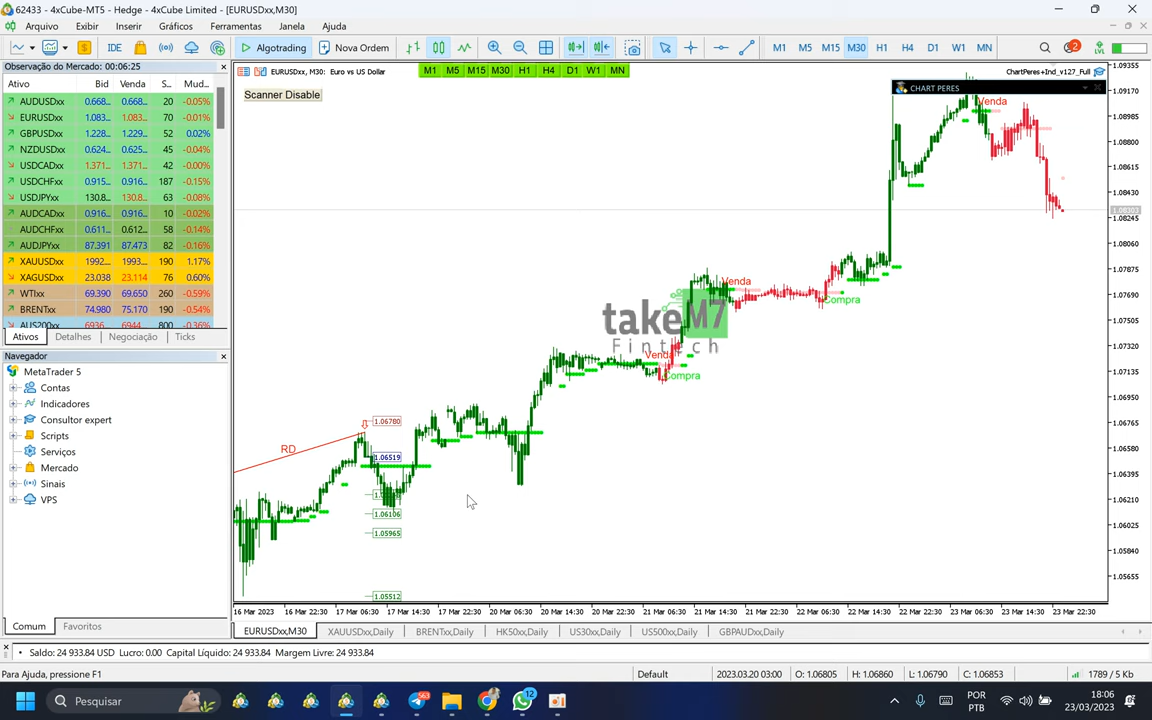 62433 - 4xCube-MT5 - Hedge - 4xCube Limited - [EURUSDxx,M30]
Arquivo Exibir Inserir Gráficos Ferramentas Janela Ajuda
IDE Algotrading Nova Ordem M1 M5 M15 M30 H1 H4 D1 W1 MN 2 LVL
Observação do Mercado: 00:06:25
Ativo Bid Venda S... Mud...
AUDUSDxx 0.668... 0.668... 20 -0.05%
EURUSDxx 1.083... 1.083... 70 -0.01%
GBPUSDxx 1.228... 1.229... 52 0.02%
NZDUSDxx 0.624... 0.625... 45 -0.04%
USDCADxx 1.371... 1.371... 42 -0.00%
USDCHFxx 0.915... 0.916... 187 -0.15%
USDJPYxx 130.8... 130.8... 63 -0.08%
AUDCADxx 0.916... 0.916... 10 -0.02%
AUDCHFxx 0.611... 0.612... 58 -0.14%
AUDJPYxx 87.391 87.473 82 -0.16%
XAUUSDxx 1992... 1993... 190 1.17%
XAGUSDxx 23.038 23.114 76 0.60%
WTIxx 69.390 69.650 260 -0.59%
BRENTxx 74.980 75.170 190 -0.54%
AUS200xx 6936... 6944... 800 -0.36%
Ativos Detalhes Negociação Ticks
Navegador
MetaTrader 5
Contas
Indicadores
Consultor expert
Scripts
Serviços
Mercado
Sinais
VPS
Comum Favoritos
EURUSDxx, M30: Euro vs US Dollar
M1 M5 M15 M30 H1 H4 D1 W1 MN
ChartPeres+Ind_v127_Full
Scanner Disable
CHART PERES
Venda
Venda
Compra
takeM7
Fintech
Venda
Compra
RD
1.06780
1.06519
1.06106
1.05965
1.05512
1.09355
1.09170
1.08985
1.08800
1.08615
1.08430
1.08303
1.08245
1.08060
1.07875
1.07690
1.07505
1.07320
1.07135
1.06950
1.06765
1.06580
1.06395
1.06210
1.06025
1.05840
1.05655
16 Mar 2023 16 Mar 22:30 17 Mar 06:30 17 Mar 14:30 17 Mar 22:30 20 Mar 06:30 20 Mar 14:30 20 Mar 22:30 21 Mar 06:30 21 Mar 14:30 21 Mar 22:30 22 Mar 06:30 22 Mar 14:30 22 Mar 22:30 23 Mar 06:30 23 Mar 14:30 23 Mar 22:30
EURUSDxx,M30 XAUUSDxx,Daily BRENTxx,Daily HK50xx,Daily US30xx,Daily US500xx,Daily GBPAUDxx,Daily
Saldo: 24 933.84 USD Lucro: 0.00 Capital Líquido: 24 933.84 Margem Livre: 24 933.84
Para Ajuda, pressione F1 Default 2023.03.20 03:00 O: 1.06805 H: 1.06860 L: 1.06790 C: 1.06853 1789 / 5 Kb
Pesquisar 563 12 POR PTB 18:06 23/03/2023